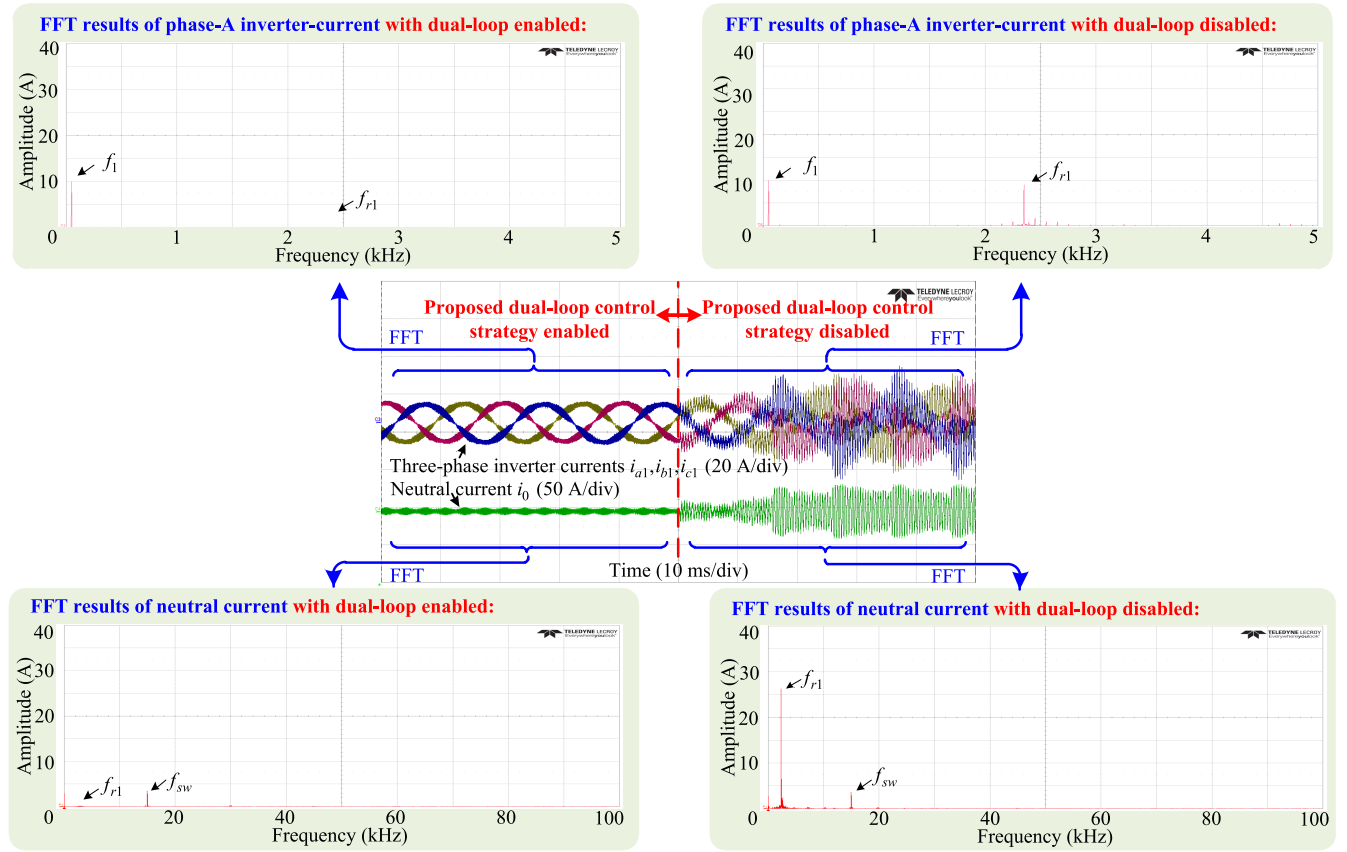 FFT results of phase-A inverter-current with dual-loop enabled:
TELEDYNE LECROY
Everywhereyoulook
Amplitude (A)
40
30
20
10
0
f1
fr1
1
2
3
4
5
Frequency (kHz)
FFT results of phase-A inverter-current with dual-loop disabled:
TELEDYNE LECROY
Everywhereyoulook
Amplitude (A)
40
30
20
10
0
f1
fr1
1
2
3
4
5
Frequency (kHz)
TELEDYNE LECROY
Everywhereyoulook
Proposed dual-loop control
strategy enabled
Proposed dual-loop control
strategy disabled
FFT
FFT
Three-phase inverter currents ia1,ib1,ic1 (20 A/div)
Neutral current i0 (50 A/div)
FFT
Time (10 ms/div)
FFT
FFT results of neutral current with dual-loop enabled:
TELEDYNE LECROY
Everywhereyoulook
Amplitude (A)
40
30
20
10
0
fr1
fsw
20
40
60
80
100
Frequency (kHz)
FFT results of neutral current with dual-loop disabled:
TELEDYNE LECROY
Everywhereyoulook
Amplitude (A)
40
30
20
10
0
fr1
fsw
20
40
60
80
100
Frequency (kHz)